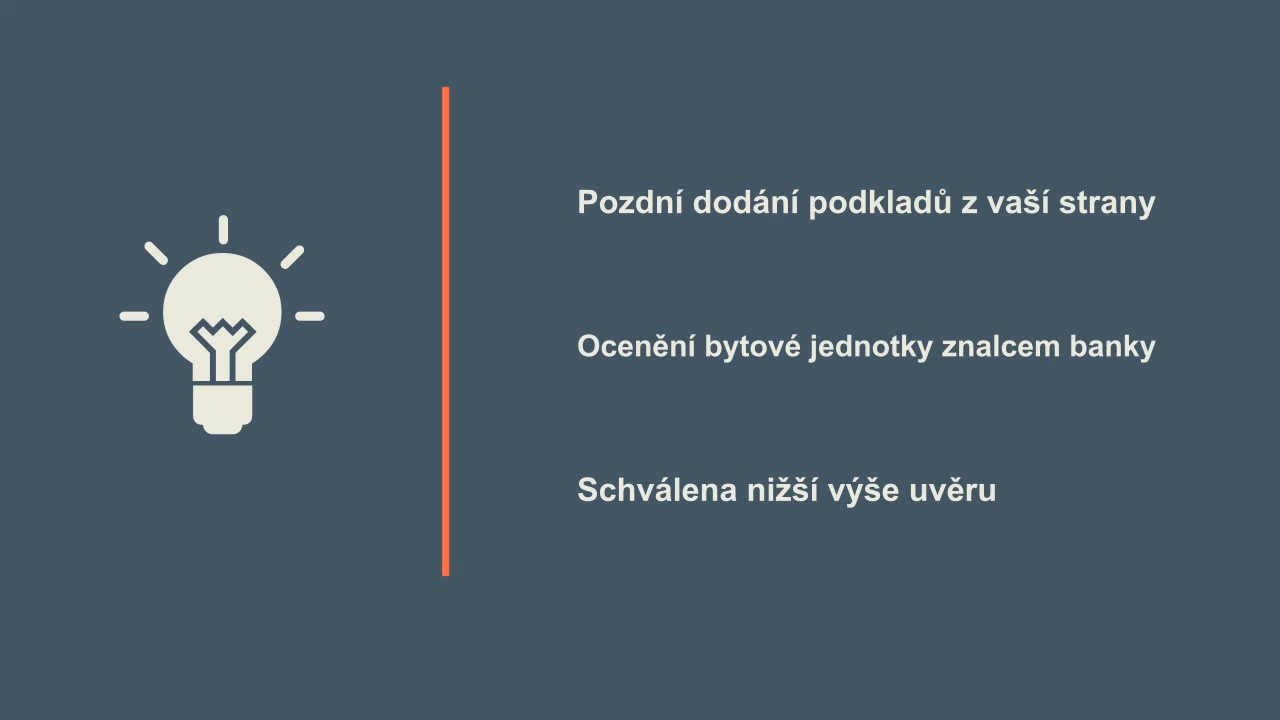 Pozdní dodání podkladů z vaší strany
Ocenění bytové jednotky znalcem banky
Schválena nižší výše uvěru